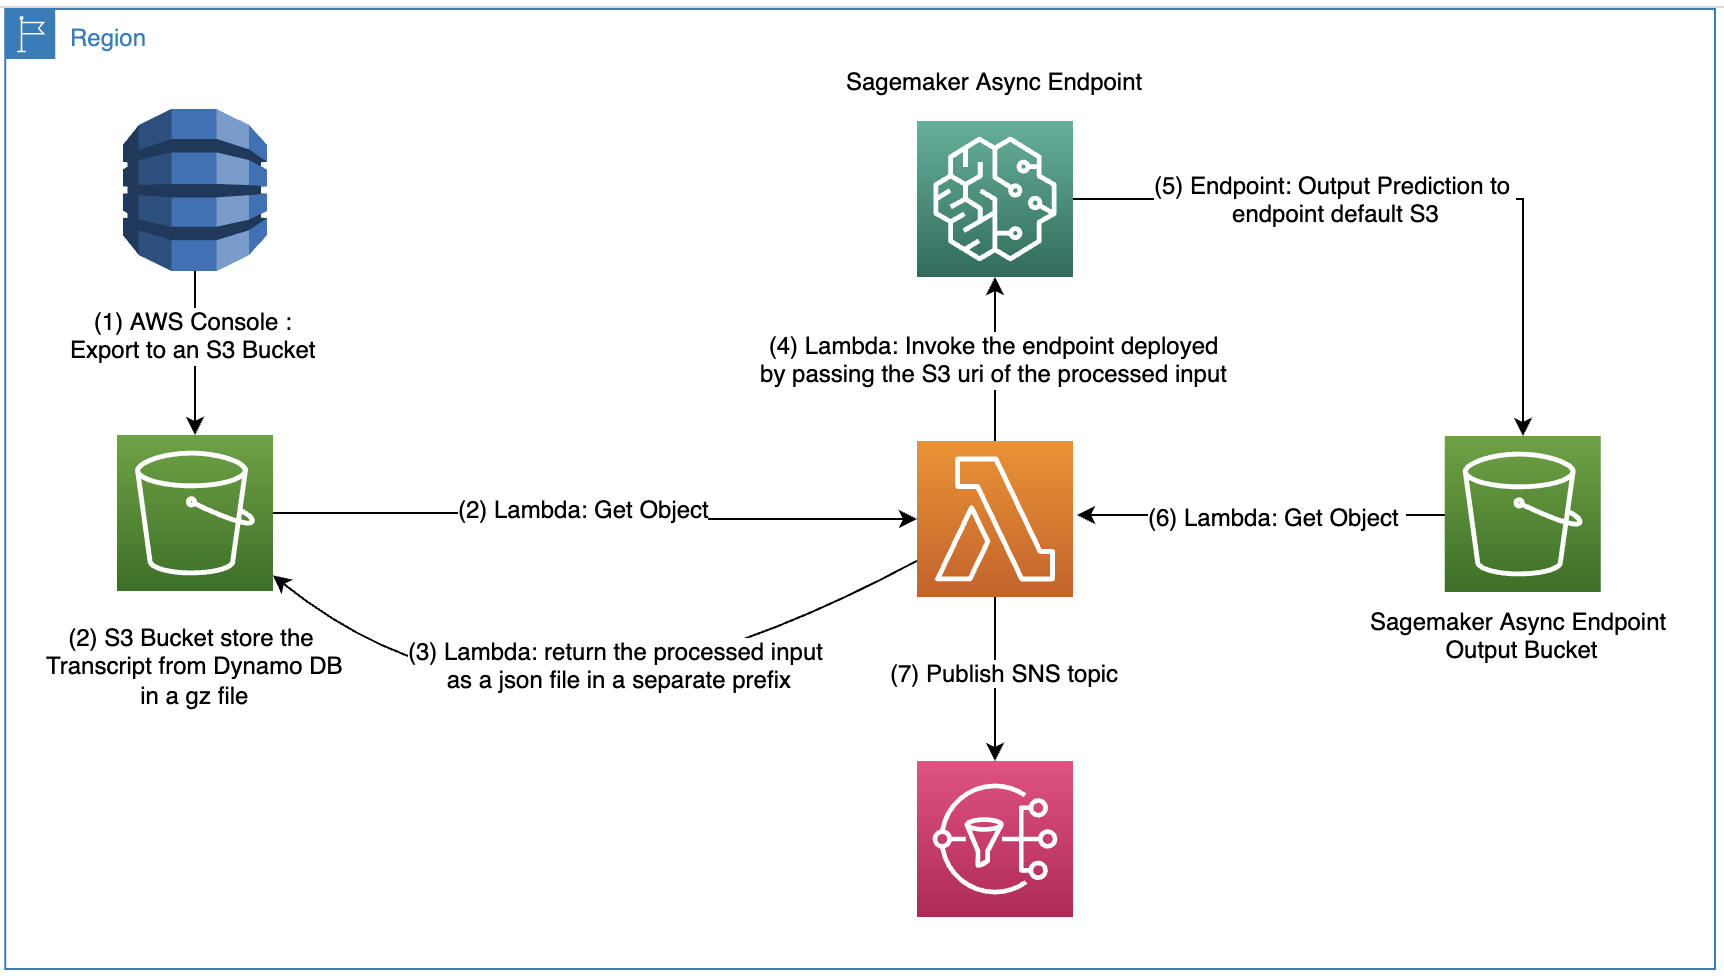 Region
Sagemaker Async Endpoint
(5) Endpoint: Output Prediction to
endpoint default S3
(1) AWS Console :
Export to an S3 Bucket
(4) Lambda: Invoke the endpoint deployed
by passing the S3 uri of the processed input
(2) Lambda: Get Object
(6) Lambda: Get Object
(2) S3 Bucket store the
Transcript from Dynamo DB
in a gz file
(3) Lambda: return the processed input
as a json file in a separate prefix
Sagemaker Async Endpoint
Output Bucket
(7) Publish SNS topic